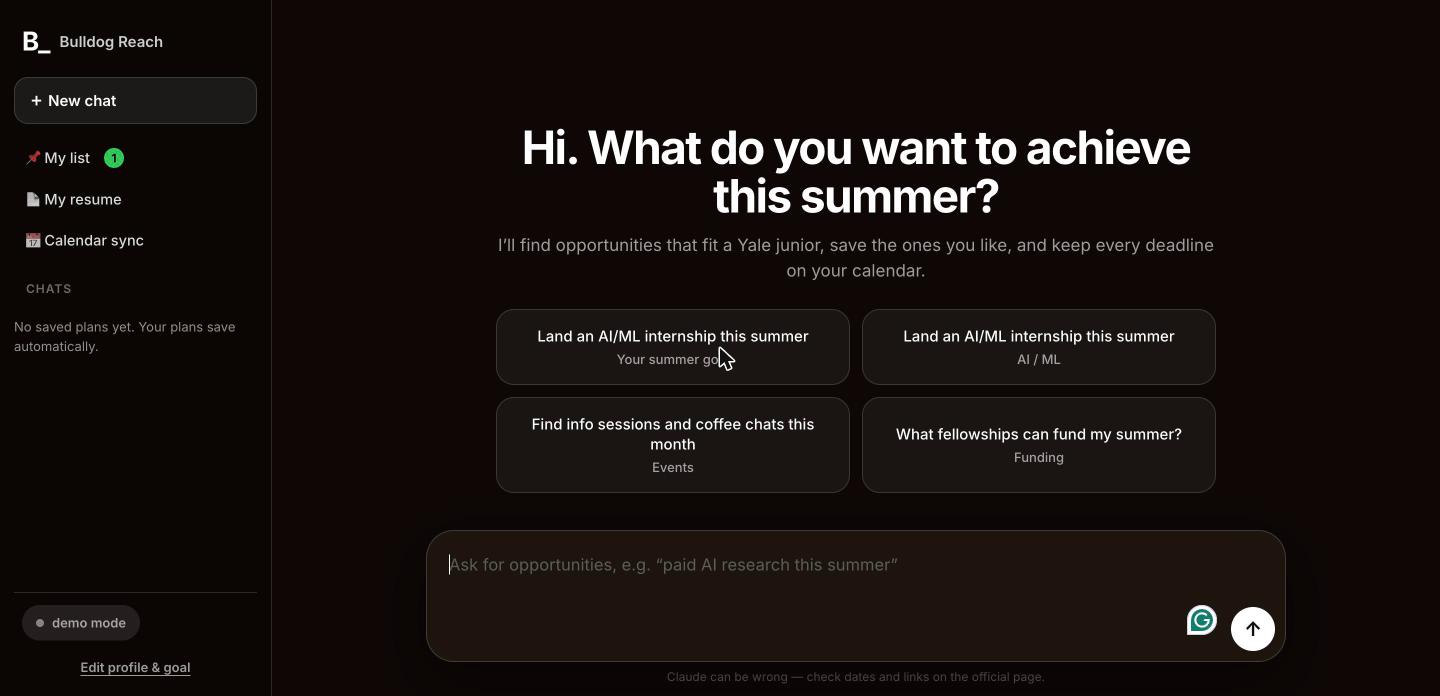 B_ Bulldog Reach
+ New chat
📌 My list 1
📄 My resume
📅 Calendar sync
CHATS
No saved plans yet. Your plans save
automatically.
demo mode
Edit profile & goal
Hi. What do you want to achieve
this summer?
I’ll find opportunities that fit a Yale junior, save the ones you like, and keep every deadline
on your calendar.
Land an AI/ML internship this summer
Your summer
Land an AI/ML internship this summer
AI / ML
Find info sessions and coffee chats this
month
Events
What fellowships can fund my summer?
Funding
Ask for opportunities, e.g. “paid AI research this summer”
Claude can be wrong — check dates and links on the official page.